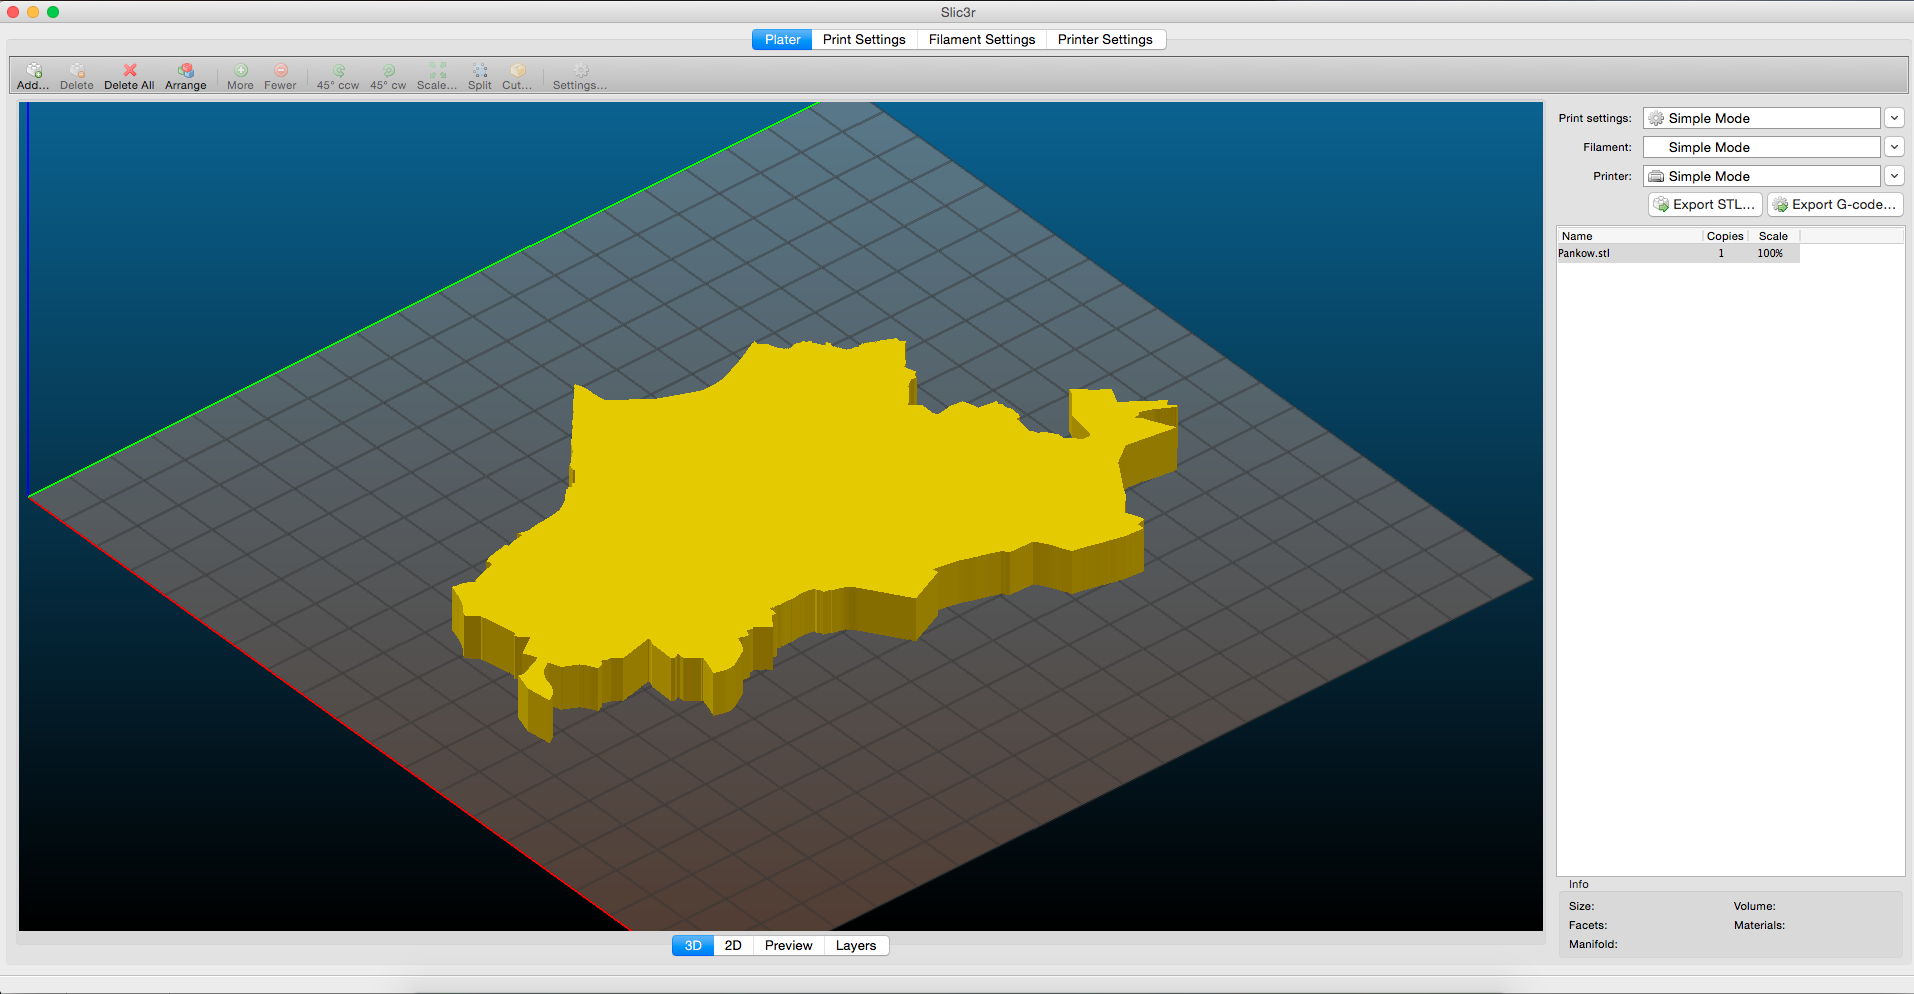 Slic3r
Plater Print Settings Filament Settings Printer Settings
Add... Delete Delete All Arrange More Fewer 45° ccw 45° cw Scale... Split Cut... Settings...
Print settings: Simple Mode
Filament: Simple Mode
Printer: Simple Mode
Export STL... Export G-code...
Name Copies Scale
Pankow.stl 1 100%
Info
Size: Volume:
Facets: Materials:
Manifold:
3D 2D Preview Layers